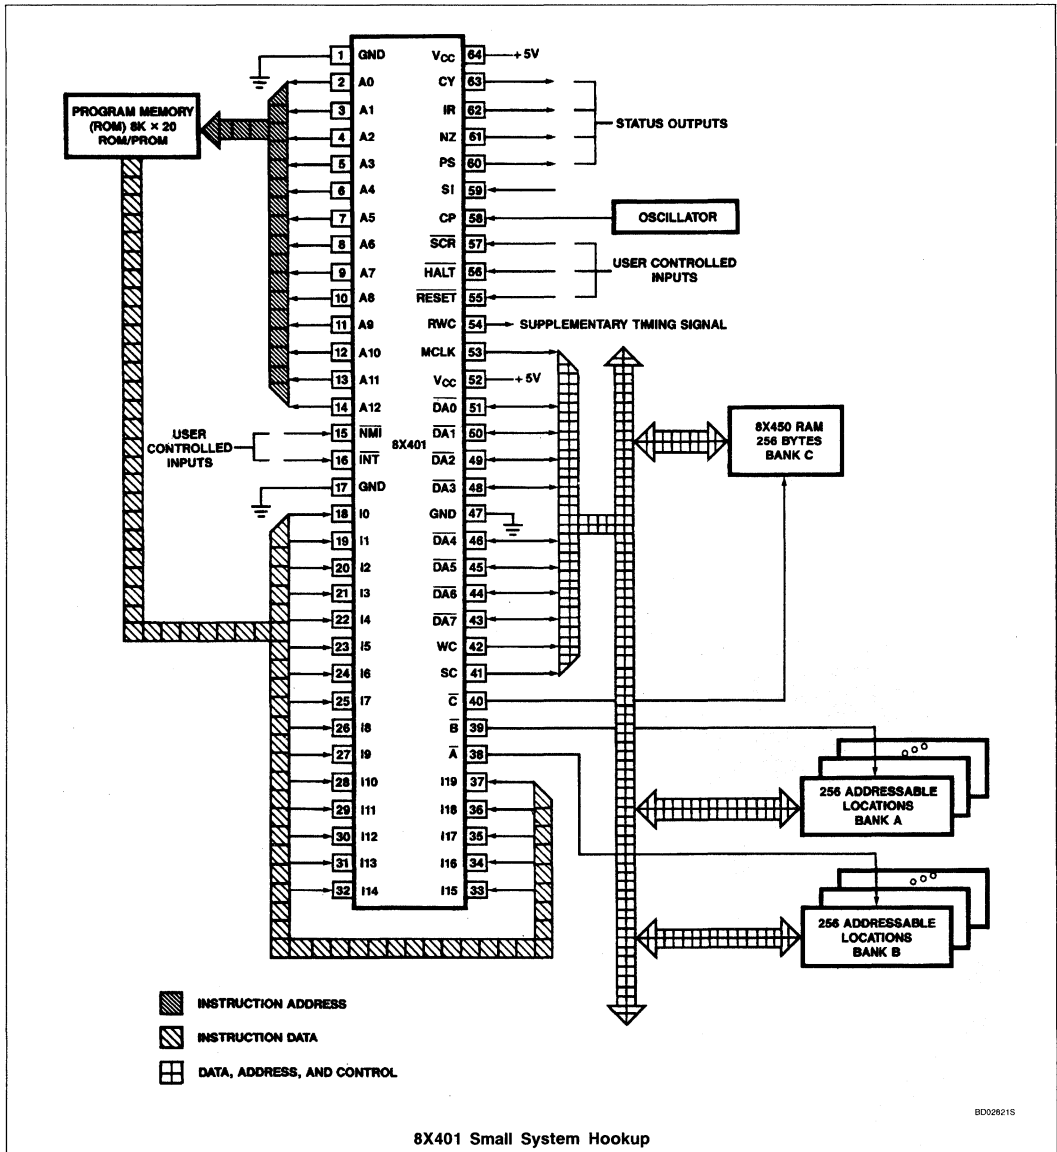 1 GND VCC 64 +5V
2 A0 CY 63
3 A1 IR 62
4 A2 NZ 61
5 A3 PS 60
6 A4 SI 59
7 A5 CP 58
8 A6 SCR 57
9 A7 HALT 56
10 A8 RESET 55
11 A9 RWC 54 SUPPLEMENTARY TIMING SIGNAL
12 A10 MCLK 53
13 A11 VCC 52 +5V
14 A12 DA0 51
15 NMI DA1 50
8X401
16 INT DA2 49
17 GND DA3 48
18 I0 GND 47
19 I1 DA4 46
20 I2 DA5 45
21 I3 DA6 44
22 I4 DA7 43
23 I5 WC 42
24 I6 SC 41
25 I7 C 40
26 I8 B 39
27 I9 A 38
28 I10 I19 37
29 I11 I18 36
30 I12 I17 35
31 I13 I16 34
32 I14 I15 33
PROGRAM MEMORY
(ROM) 8K × 20
ROM/PROM
STATUS OUTPUTS
OSCILLATOR
USER CONTROLLED
INPUTS
USER
CONTROLLED
INPUTS
8X450 RAM
256 BYTES
BANK C
256 ADDRESSABLE
LOCATIONS
BANK A
256 ADDRESSABLE
LOCATIONS
BANK B
INSTRUCTION ADDRESS
INSTRUCTION DATA
DATA, ADDRESS, AND CONTROL
BD02821S
8X401 Small System Hookup